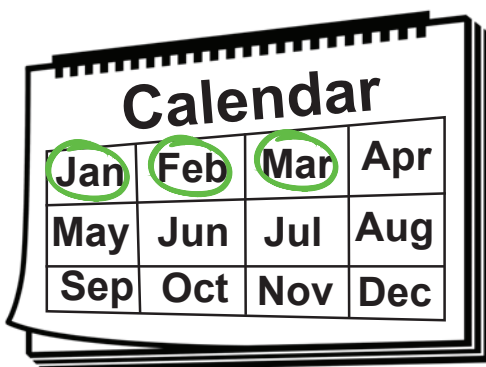 Calendar
Jan Feb Mar Apr
May Jun Jul Aug
Sep Oct Nov Dec